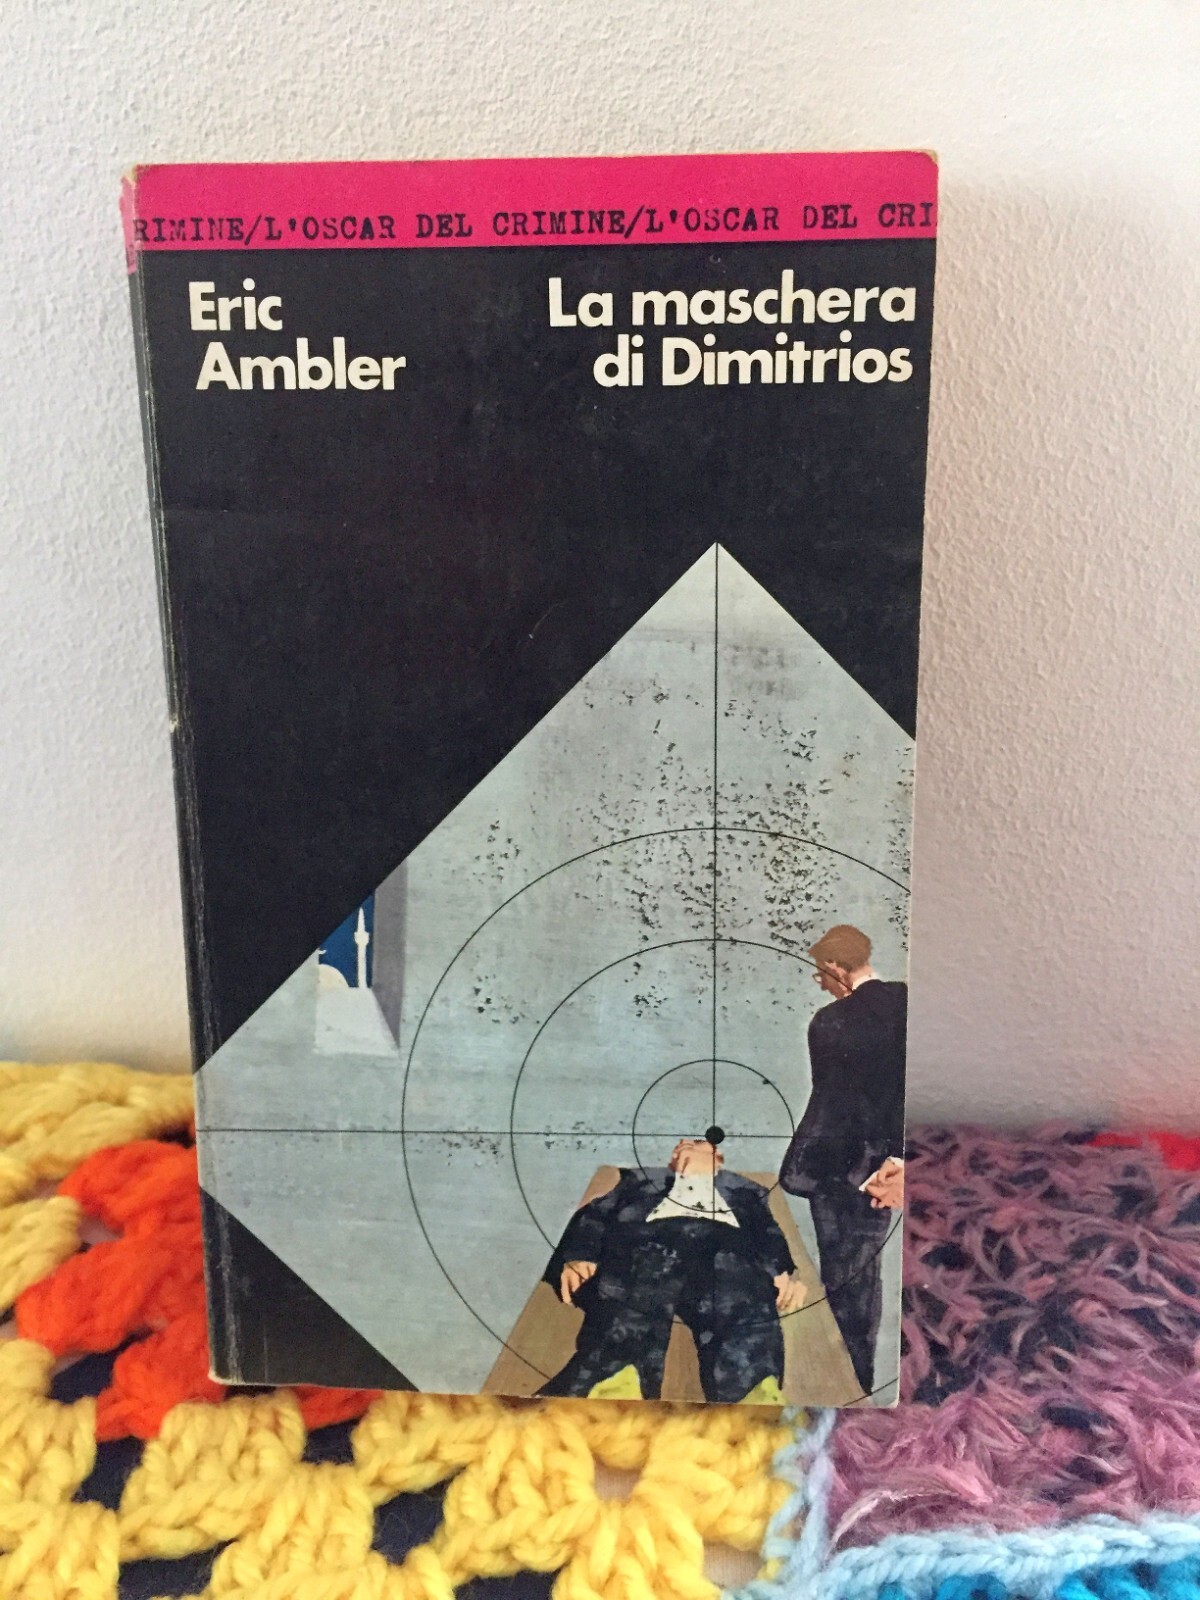 RIMINE/L'OSCAR DEL CRIMINE/L'OSCAR DEL CRI
Eric
Ambler
La maschera
di Dimitrios